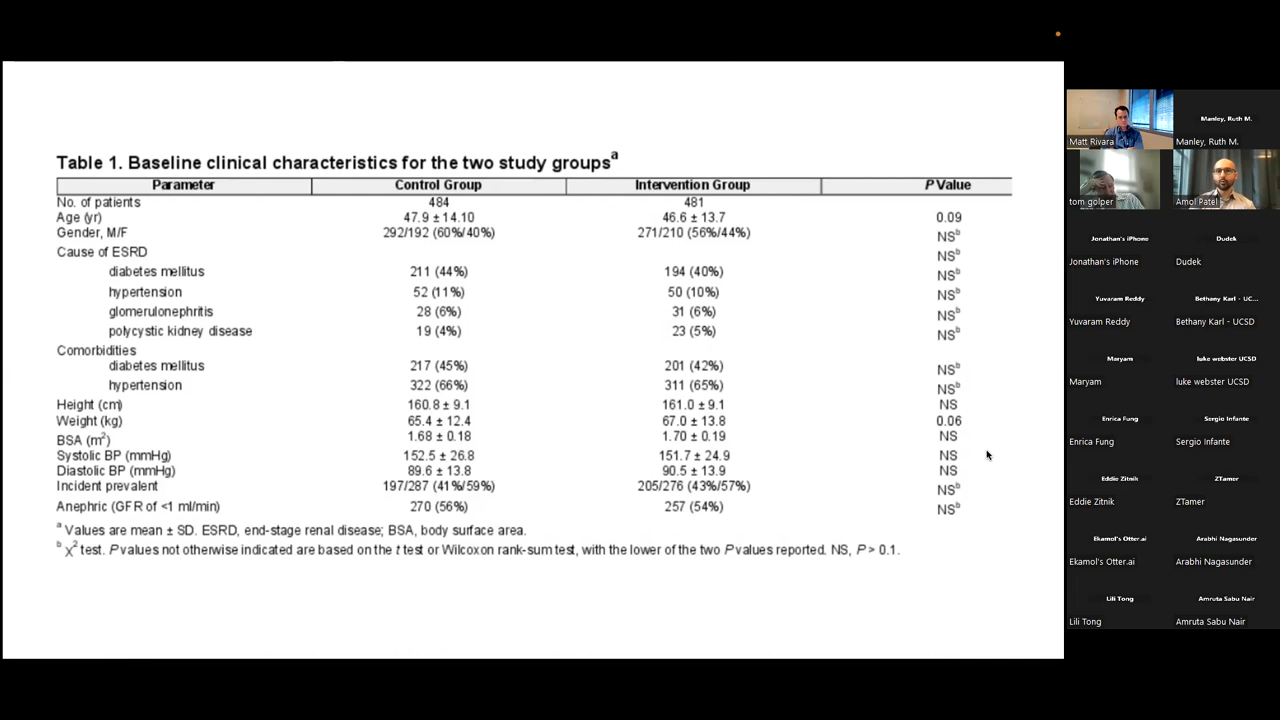 Table 1. Baseline clinical characteristics for the two study groups^a
Parameter Control Group Intervention Group P Value
No. of patients 484 481
Age (yr) 47.9 ± 14.10 46.6 ± 13.7 0.09
Gender, M/F 292/192 (60%/40%) 271/210 (56%/44%) NS^b
Cause of ESRD NS^b
diabetes mellitus 211 (44%) 194 (40%) NS^b
hypertension 52 (11%) 50 (10%) NS^b
glomerulonephritis 28 (6%) 31 (6%) NS^b
polycystic kidney disease 19 (4%) 23 (5%) NS^b
Comorbidities
diabetes mellitus 217 (45%) 201 (42%) NS^b
hypertension 322 (66%) 311 (65%) NS^b
Height (cm) 160.8 ± 9.1 161.0 ± 9.1 NS
Weight (kg) 65.4 ± 12.4 67.0 ± 13.8 0.06
BSA (m²) 1.68 ± 0.18 1.70 ± 0.19 NS
Systolic BP (mmHg) 152.5 ± 26.8 151.7 ± 24.9 NS
Diastolic BP (mmHg) 89.6 ± 13.8 90.5 ± 13.9 NS
Incident prevalent 197/287 (41%/59%) 205/276 (43%/57%) NS^b
Anephric (GFR of <1 ml/min) 270 (56%) 257 (54%) NS^b
^a Values are mean ± SD. ESRD, end-stage renal disease; BSA, body surface area.
^b χ² test. P values not otherwise indicated are based on the t test or Wilcoxon rank-sum test, with the lower of the two P values reported. NS, P > 0.1.
Manley, Ruth M.
Matt Rivara Manley, Ruth M.
tom golper Amol Patel
Jonathan's iPhone Dudek
Jonathan's iPhone Dudek
Yuvaram Reddy Bethany Karl - UC...
Yuvaram Reddy Bethany Karl - UCSD
Maryam luke webster UCSD
Maryam luke webster UCSD
Enrica Fung Sergio Infante
Enrica Fung Sergio Infante
Eddie Zitnik ZTamer
Eddie Zitnik ZTamer
Ekamol's Otter.ai Arabhi Nagasunder
Ekamol's Otter.ai Arabhi Nagasunder
Lili Tong Amruta Sabu Nair
Lili Tong Amruta Sabu Nair